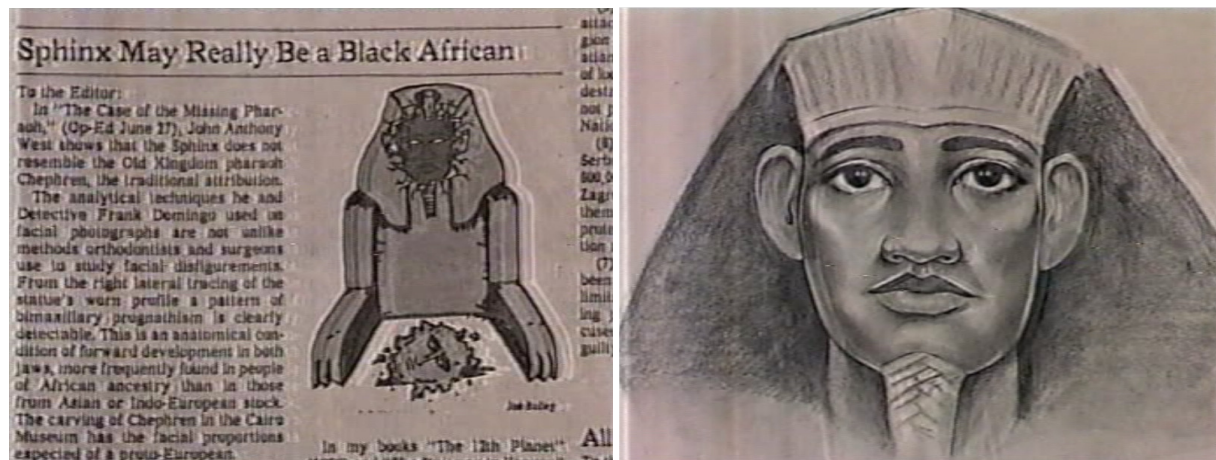 Sphinx May Really Be a Black African
To the Editor:
In "The Case of the Missing Phar-
aoh," (Op-Ed June 27), John Anthony
West shows that the Sphinx does not
resemble the Old Kingdom pharaoh
Chephren, the traditional attribution.
The analytical techniques he and
Detective Frank Domingo used on
facial photographs are not unlike
methods orthodontists and surgeons
use to study facial disfigurements.
From the right lateral tracing of the
statue's worn profile a pattern of
bimaxillary prognathism is clearly
detectable. This is an anatomical con-
dition of forward development in both
jaws, more frequently found in people
of African ancestry than in those
from Asian or Indo-European stock.
The carving of Chephren in the Cairo
Museum has the facial proportions
expected of a proto-European.
In my books "The 12th Planet"
All